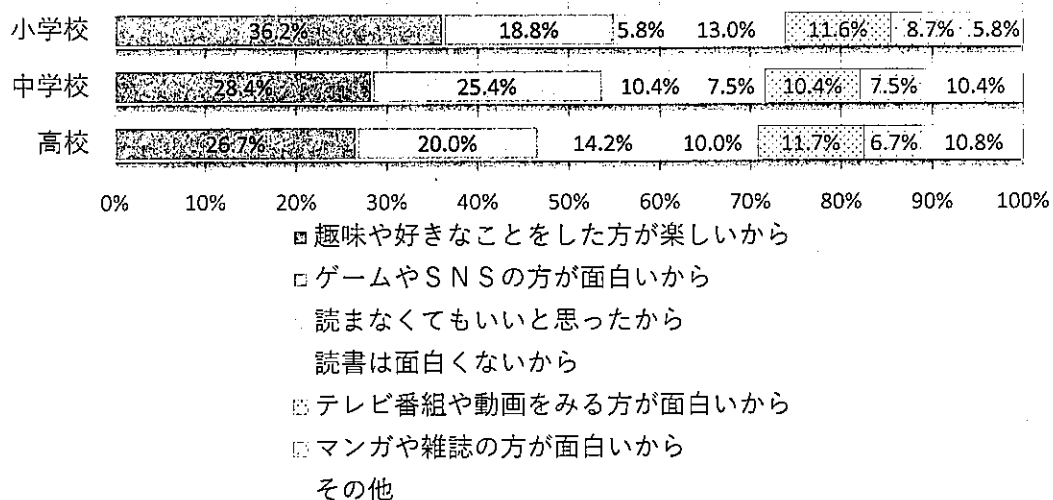 小学校 36.2% 18.8% 5.8% 13.0% 11.6% 8.7% 5.8%
中学校 28.4% 25.4% 10.4% 7.5% 10.4% 7.5% 10.4%
高校 26.7% 20.0% 14.2% 10.0% 11.7% 6.7% 10.8%
0% 10% 20% 30% 40% 50% 60% 70% 80% 90% 100%
趣味や好きなことをした方が楽しいから
ゲームやSNSの方が面白いから
読まなくてもいいと思ったから
読書は面白くないから
テレビ番組や動画をみる方が面白いから
マンガや雑誌の方が面白いから
その他